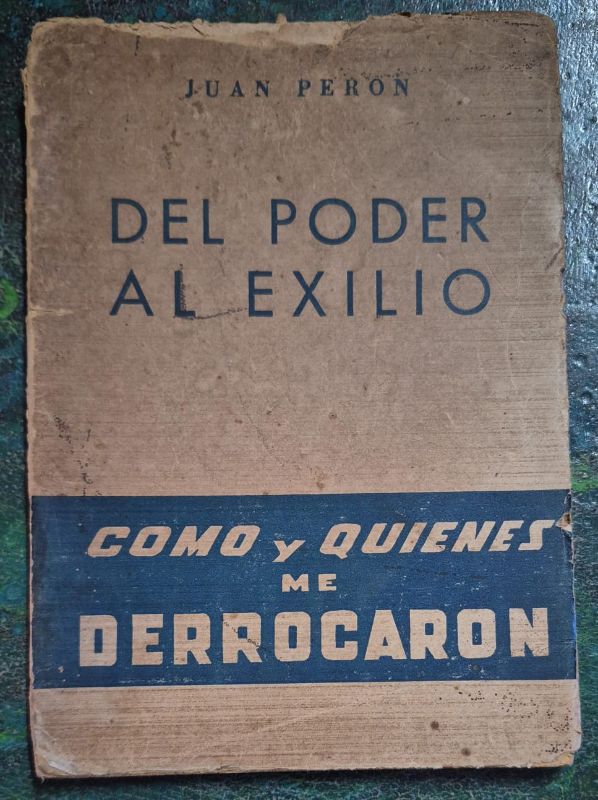 JUAN PERON
DEL PODER
AL EXILIO
COMO Y QUIENES
ME
DERROCARON